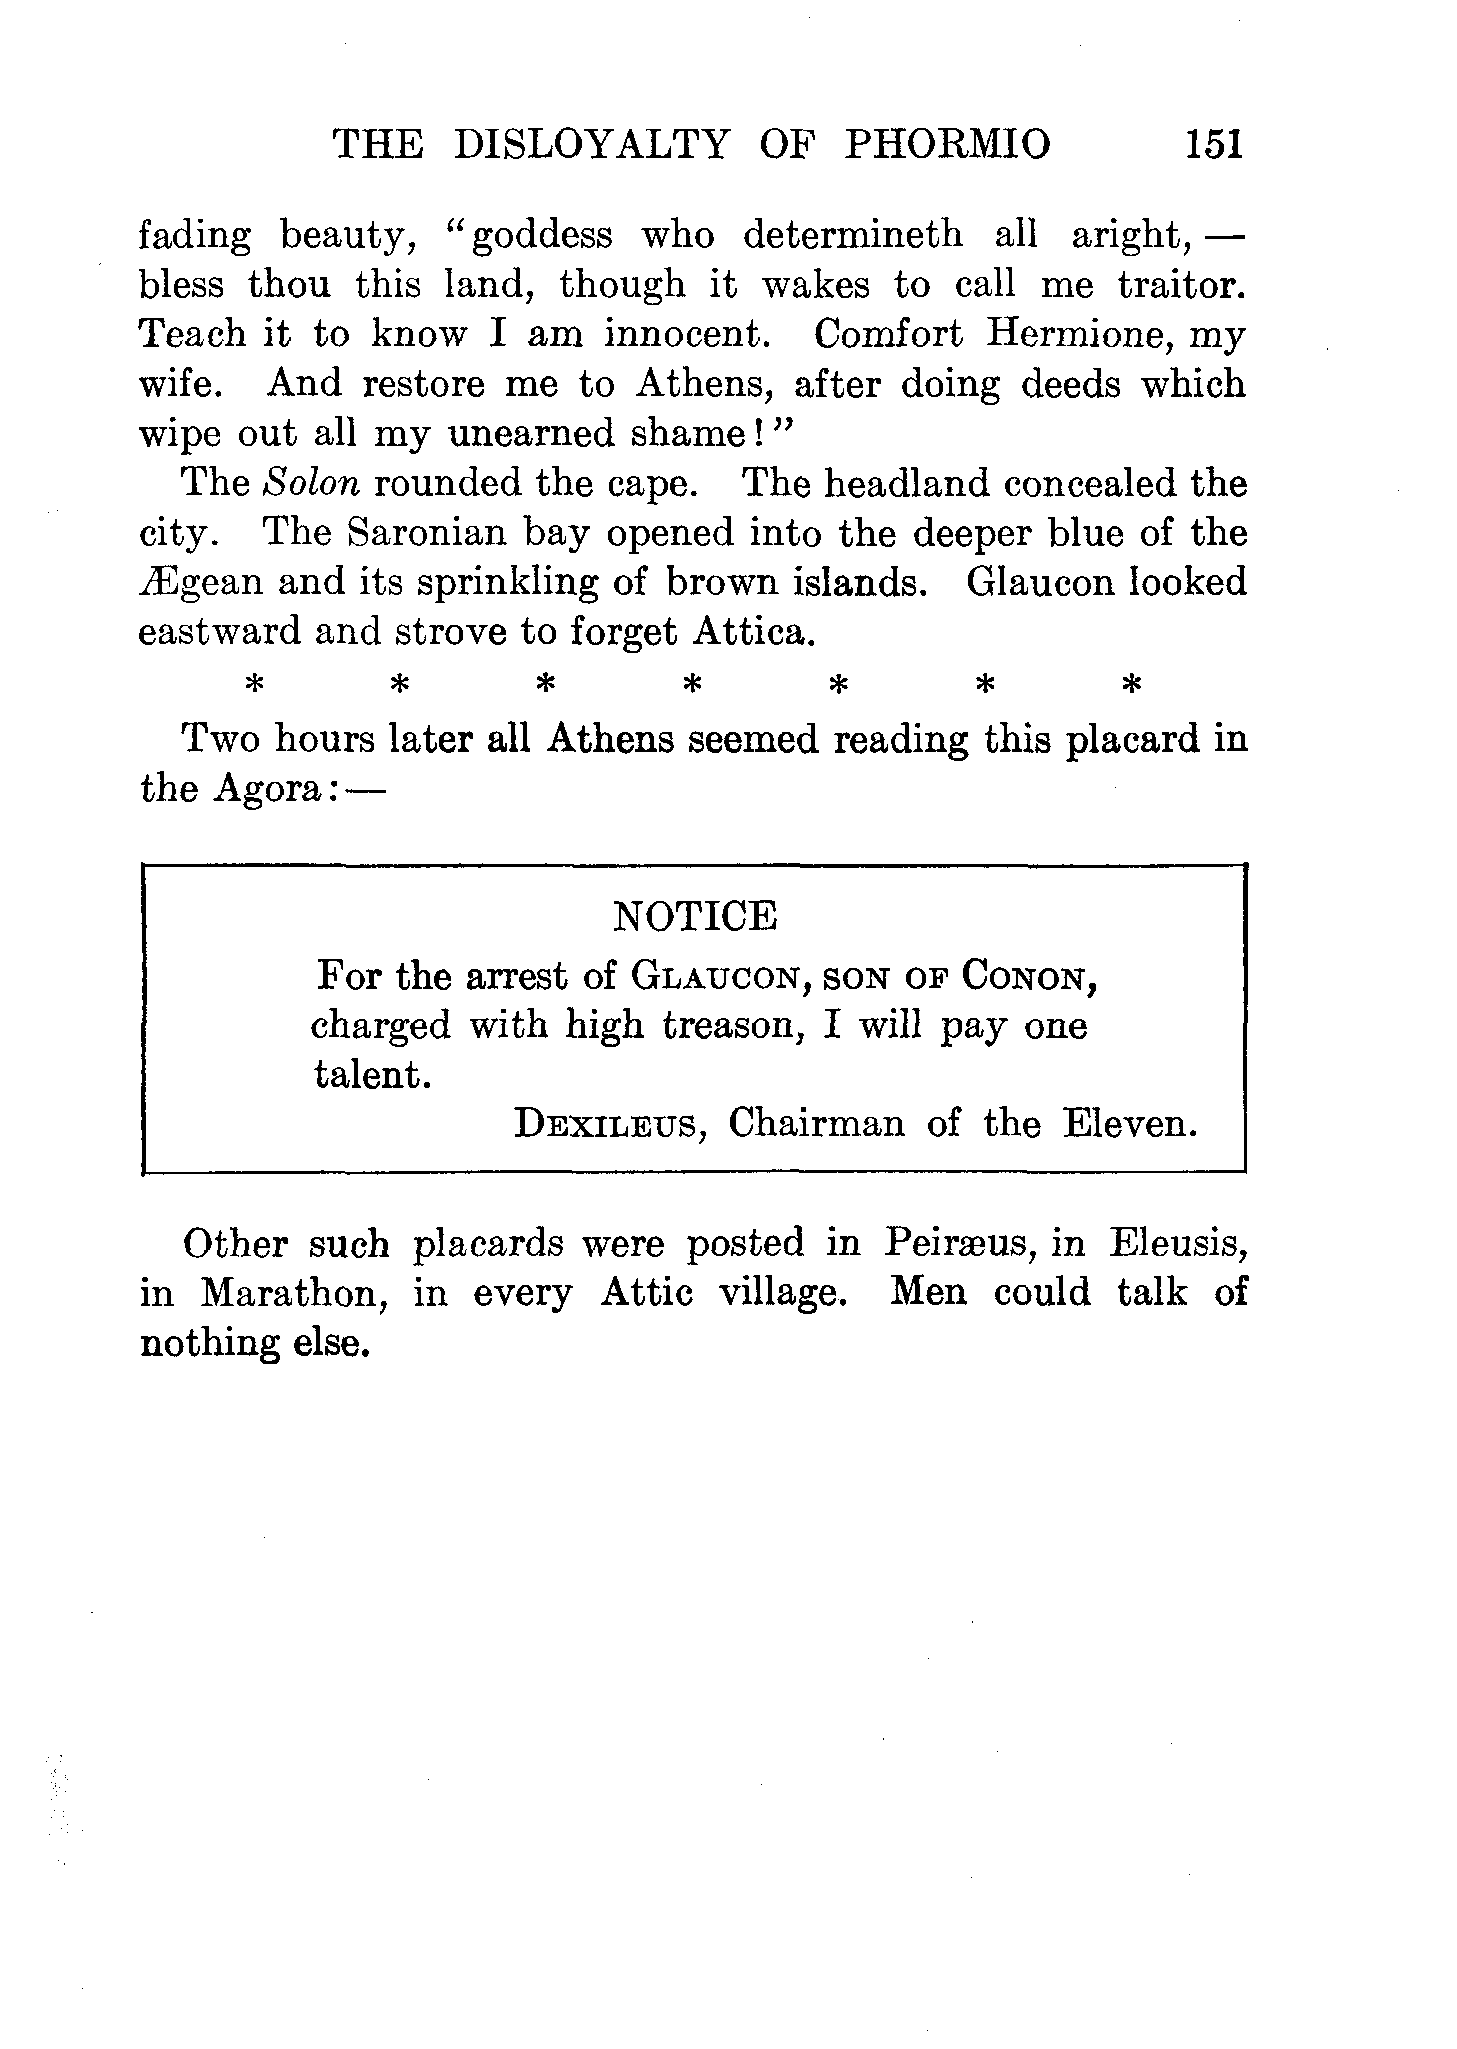 THE DISLOYALTY OF PHORMIO 151
fading beauty, “goddess who determineth all aright,—
bless thou this land, though it wakes to call me traitor.
Teach it to know I am innocent. Comfort Hermione, my
wife. And restore me to Athens, after doing deeds which
wipe out all my unearned shame!”
The Solon rounded the cape. The headland concealed the
city. The Saronian bay opened into the deeper blue of the
Ægean and its sprinkling of brown islands. Glaucon looked
eastward and strove to forget Attica.
* * * * * * *
Two hours later all Athens seemed reading this placard in
the Agora:—
NOTICE
For the arrest of GLAUCON, SON OF CONON,
charged with high treason, I will pay one
talent.
DEXILEUS, Chairman of the Eleven.
Other such placards were posted in Peiræus, in Eleusis,
in Marathon, in every Attic village. Men could talk of
nothing else.